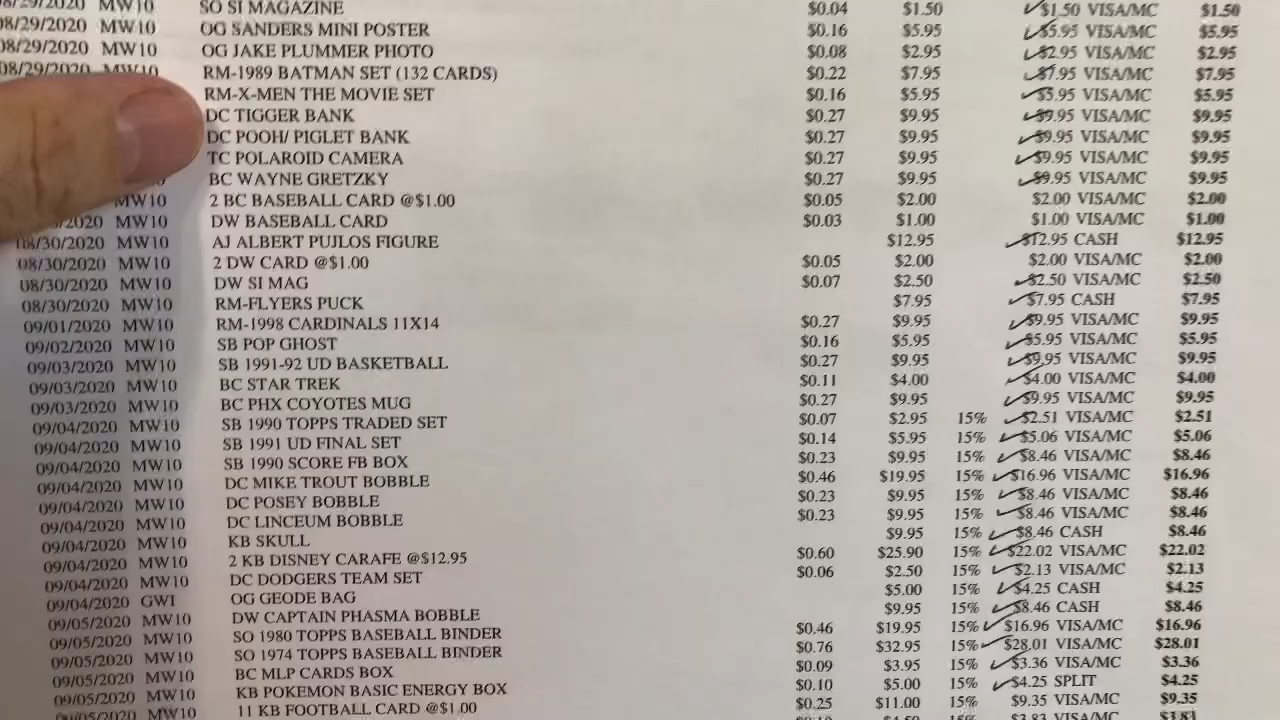 08/29/2020 MW10 SO SI MAGAZINE $0.04 $1.50 $1.50 VISA/MC $1.50
08/29/2020 MW10 OG SANDERS MINI POSTER $0.16 $5.95 $5.95 VISA/MC $5.95
08/29/2020 MW10 OG JAKE PLUMMER PHOTO $0.08 $2.95 $2.95 VISA/MC $2.95
08/29/2020 MW10 RM-1989 BATMAN SET (132 CARDS) $0.22 $7.95 $7.95 VISA/MC $7.95
RM-X-MEN THE MOVIE SET $0.16 $5.95 $5.95 VISA/MC $5.95
DC TIGGER BANK $0.27 $9.95 $9.95 VISA/MC $9.95
DC POOH/ PIGLET BANK $0.27 $9.95 $9.95 VISA/MC $9.95
TC POLAROID CAMERA $0.27 $9.95 $9.95 VISA/MC $9.95
BC WAYNE GRETZKY $0.27 $9.95 $9.95 VISA/MC $9.95
MW10 2 BC BASEBALL CARD @$1.00 $0.05 $2.00 $2.00 VISA/MC $2.00
/2020 MW10 DW BASEBALL CARD $0.03 $1.00 $1.00 VISA/MC $1.00
08/30/2020 MW10 AJ ALBERT PUJLOS FIGURE $12.95 $12.95 CASH $12.95
08/30/2020 MW10 2 DW CARD @$1.00 $0.05 $2.00 $2.00 VISA/MC $2.00
08/30/2020 MW10 DW SI MAG $0.07 $2.50 $2.50 VISA/MC $2.50
08/30/2020 MW10 RM-FLYERS PUCK $7.95 $7.95 CASH $7.95
09/01/2020 MW10 RM-1998 CARDINALS 11X14 $0.27 $9.95 $9.95 VISA/MC $9.95
09/02/2020 MW10 SB POP GHOST $0.16 $5.95 $5.95 VISA/MC $5.95
09/03/2020 MW10 SB 1991-92 UD BASKETBALL $0.27 $9.95 $9.95 VISA/MC $9.95
09/03/2020 MW10 BC STAR TREK $0.11 $4.00 $4.00 VISA/MC $4.00
09/03/2020 MW10 BC PHX COYOTES MUG $0.27 $9.95 $9.95 VISA/MC $9.95
09/04/2020 MW10 SB 1990 TOPPS TRADED SET $0.07 $2.95 15% $2.51 VISA/MC $2.51
09/04/2020 MW10 SB 1991 UD FINAL SET $0.14 $5.95 15% $5.06 VISA/MC $5.06
09/04/2020 MW10 SB 1990 SCORE FB BOX $0.23 $9.95 15% $8.46 VISA/MC $8.46
09/04/2020 MW10 DC MIKE TROUT BOBBLE $0.46 $19.95 15% $16.96 VISA/MC $16.96
09/04/2020 MW10 DC POSEY BOBBLE $0.23 $9.95 15% $8.46 VISA/MC $8.46
09/04/2020 MW10 DC LINCEUM BOBBLE $0.23 $9.95 15% $8.46 VISA/MC $8.46
09/04/2020 MW10 KB SKULL $9.95 15% $8.46 CASH $8.46
09/04/2020 MW10 2 KB DISNEY CARAFE @$12.95 $0.60 $25.90 15% $22.02 VISA/MC $22.02
09/04/2020 MW10 DC DODGERS TEAM SET $0.06 $2.50 15% $2.13 VISA/MC $2.13
09/04/2020 GWI OG GEODE BAG $5.00 15% $4.25 CASH $4.25
09/05/2020 MW10 DW CAPTAIN PHASMA BOBBLE $9.95 15% $8.46 CASH $8.46
09/05/2020 MW10 SO 1980 TOPPS BASEBALL BINDER $0.46 $19.95 15% $16.96 VISA/MC $16.96
09/05/2020 MW10 SO 1974 TOPPS BASEBALL BINDER $0.76 $32.95 15% $28.01 VISA/MC $28.01
09/05/2020 MW10 BC MLP CARDS BOX $0.09 $3.95 15% $3.36 VISA/MC $3.36
09/05/2020 MW10 KB POKEMON BASIC ENERGY BOX $0.10 $5.00 15% $4.25 SPLIT $4.25
09/05/2020 MW10 11 KB FOOTBALL CARD @$1.00 $0.25 $11.00 15% $9.35 VISA/MC $9.35